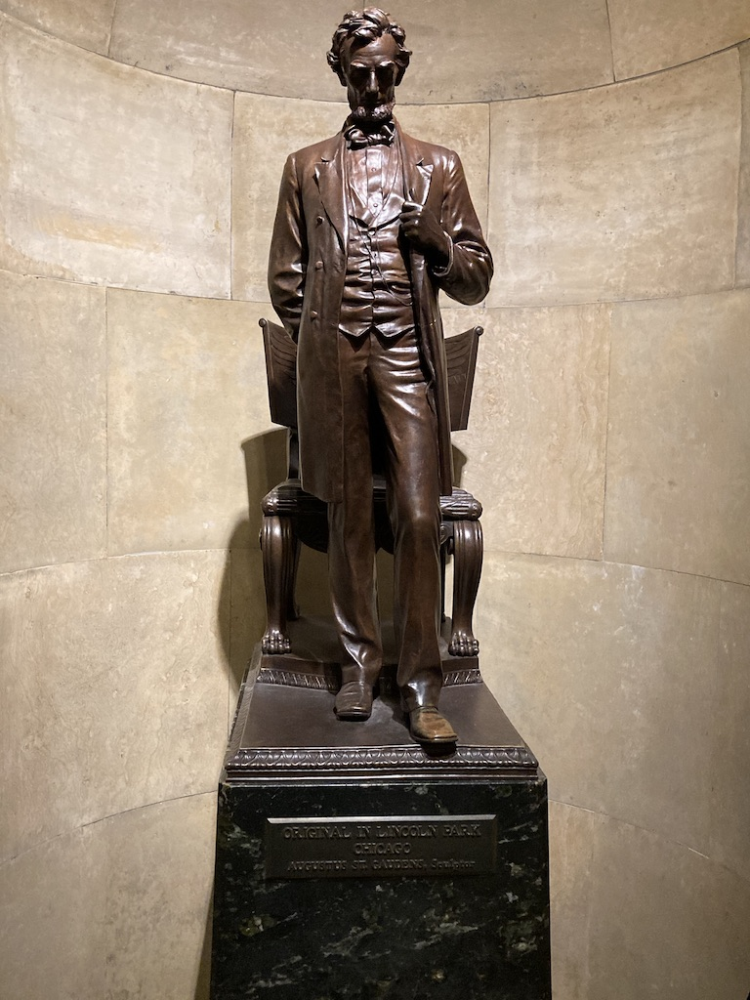 ORIGINAL IN LINCOLN PARK
CHICAGO
AUGUSTUS ST. GAUDENS, Sculptor